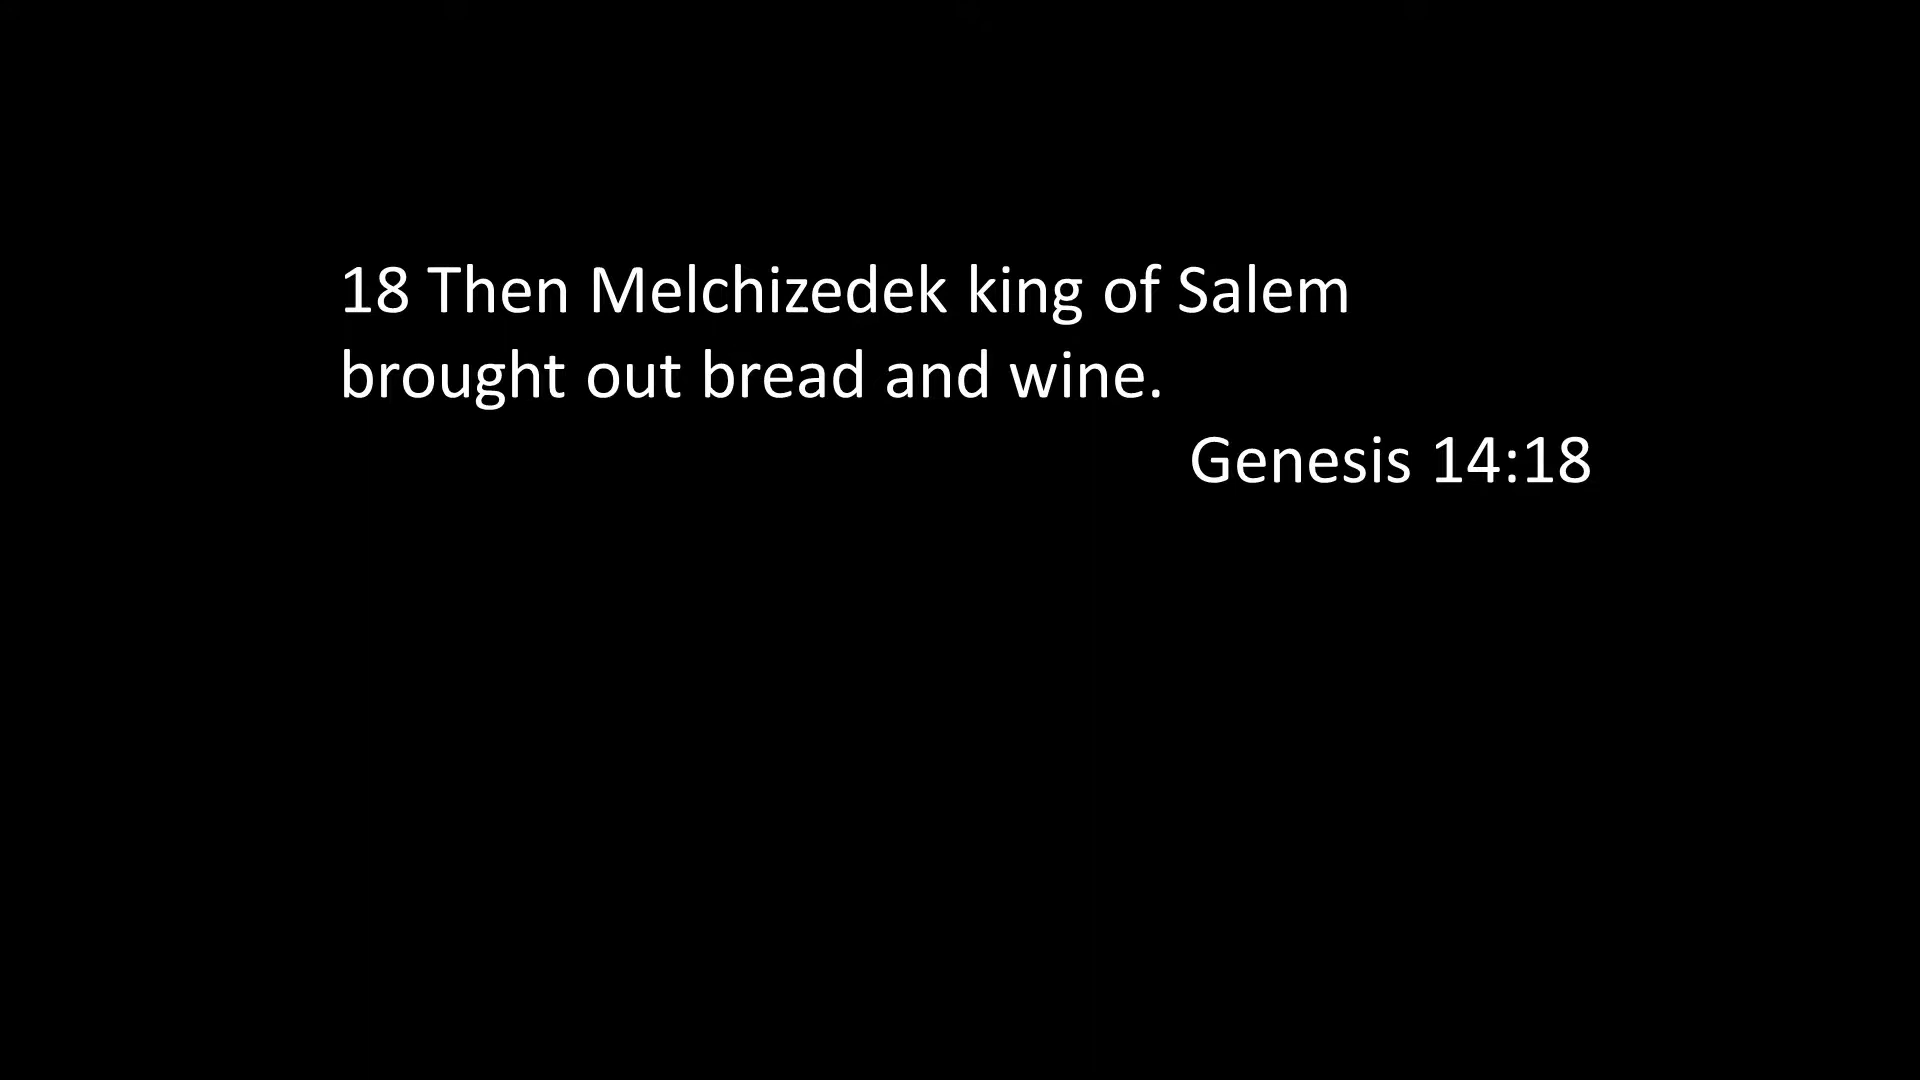 18 Then Melchizedek king of Salem
brought out bread and wine.
Genesis 14:18